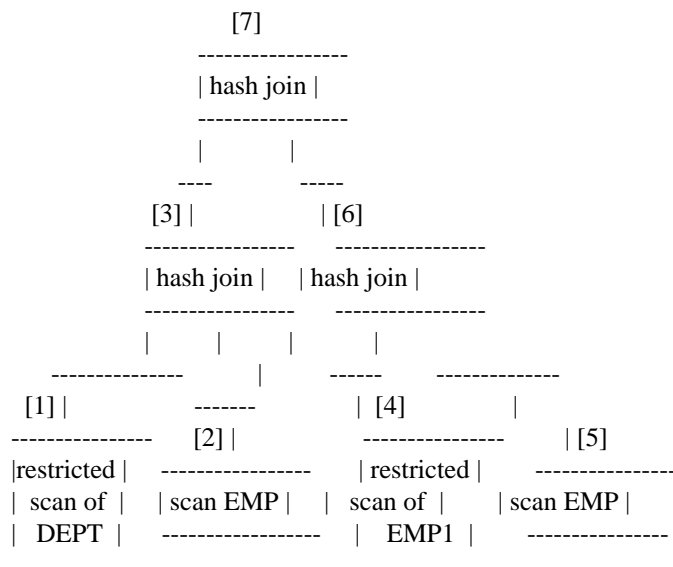 [7]
-----------------
| hash join |
-----------------
| |
---- -----
[3] | | [6]
----------------- -----------------
| hash join | | hash join |
----------------- -----------------
| | | |
--------------- | ------ --------------
[1] | ------- | [4] |
---------------- [2] | ---------------- | [5]
|restricted | ----------------- | restricted | ----------------
| scan of | | scan EMP | | scan of | | scan EMP |
| DEPT | ------------------ | EMP1 | ----------------